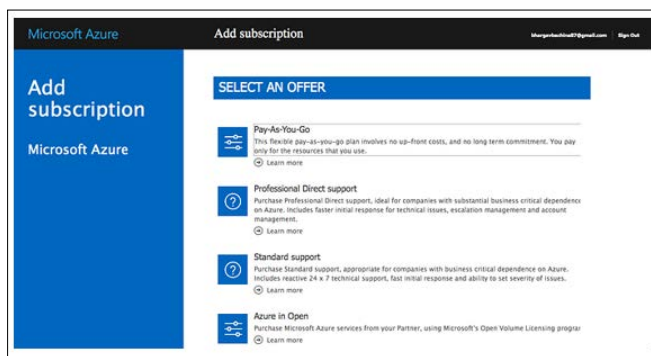 Microsoft Azure
Add subscription
Sign Out
Add
subscription
Microsoft Azure
SELECT AN OFFER
Pay-As-You-Go
This flexible pay-as-you-go plan involves no up-front costs, and no long term commitment. You pay
only for the resources that you use.
Learn more
Professional Direct support
Purchase Professional Direct support, ideal for companies with substantial business critical dependence
on Azure. Includes faster initial response for technical issues, escalation management and account
management.
Learn more
Standard support
Purchase Standard support, appropriate for companies with business critical dependence on Azure.
Includes reactive 24 x 7 technical support, fast initial response and ability to set severity of issues.
Learn more
Azure in Open
Purchase Microsoft Azure services from your Partner, using Microsoft's Open Volume Licensing progra
Learn more